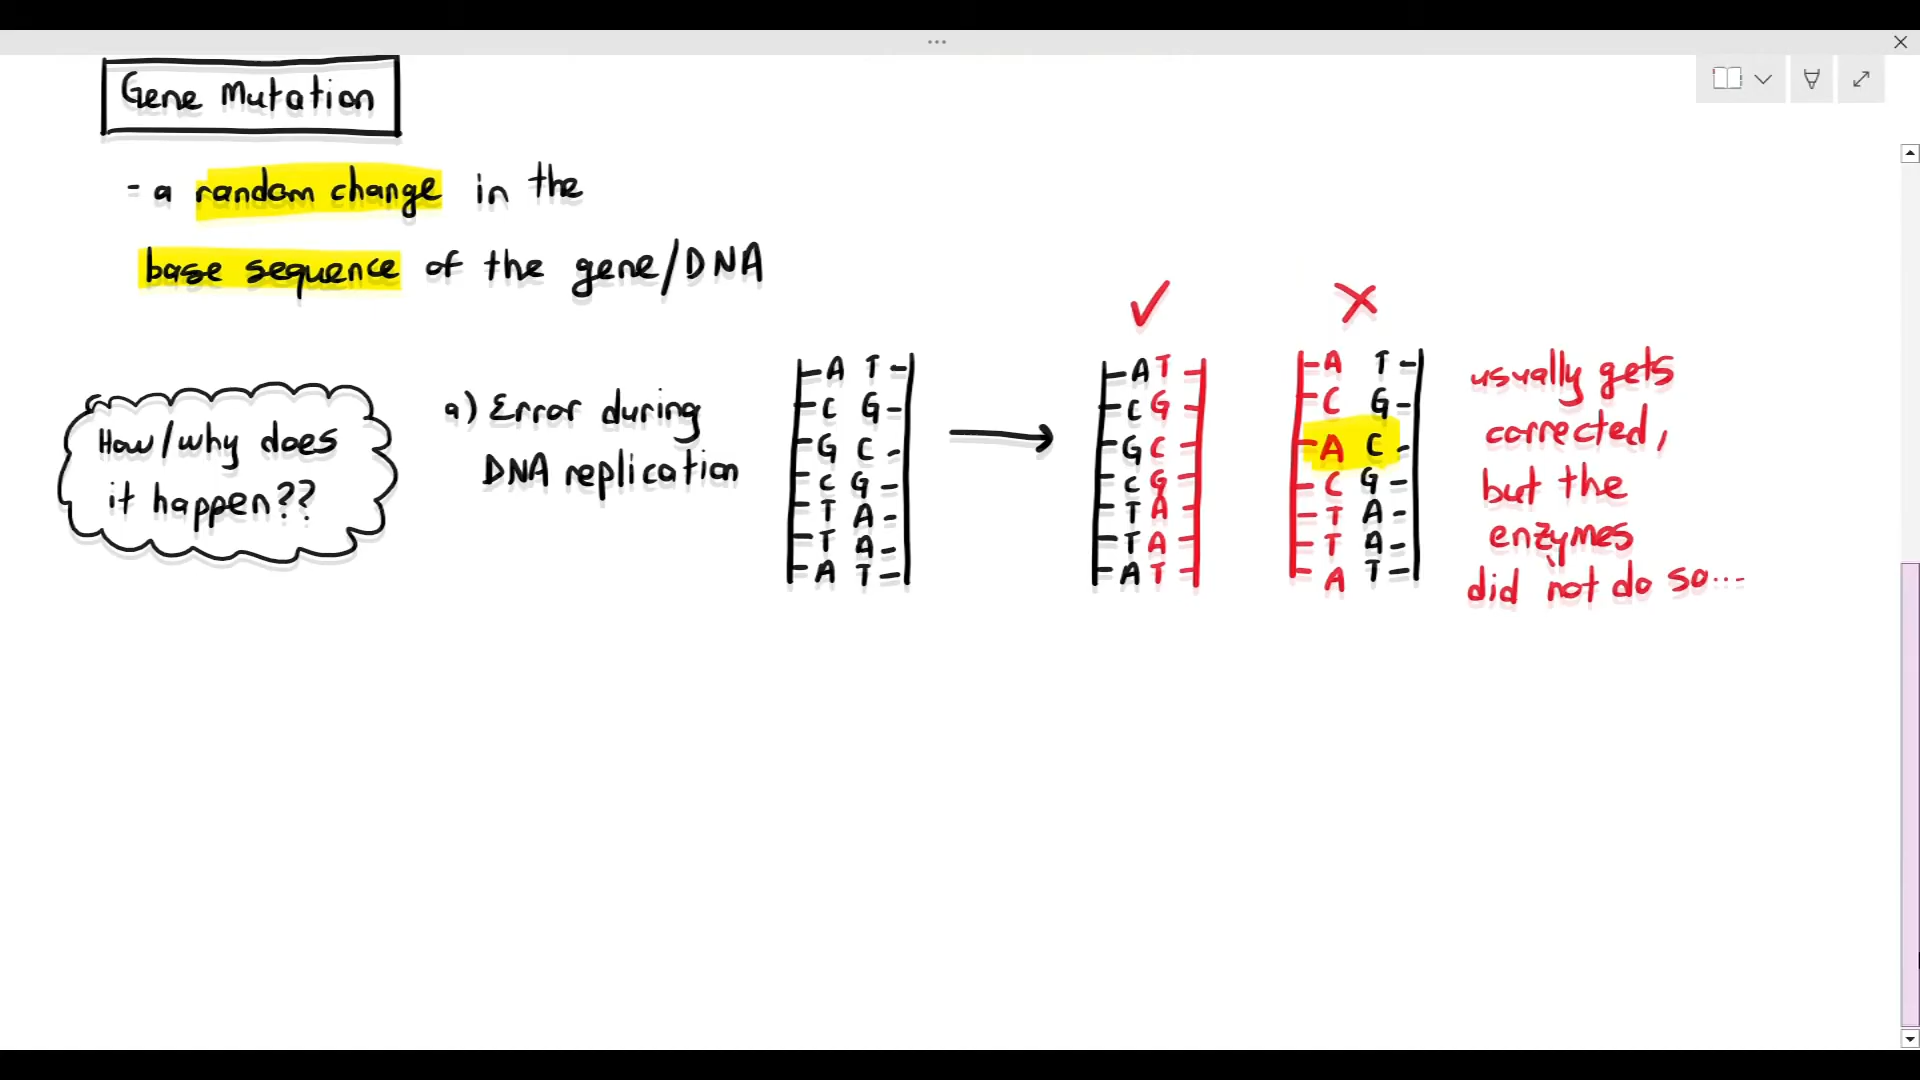 Gene Mutation
- a random change in the
base sequence of the gene/DNA
How/why does
it happen??
a) Error during
DNA replication
A T
C G
G C
C G
T A
T A
A T
A T
C G
G C
C G
T A
T A
A T
A T
C G
A C
C G
T A
T A
A T
usually gets
corrected,
but the
enzymes
did not do so...